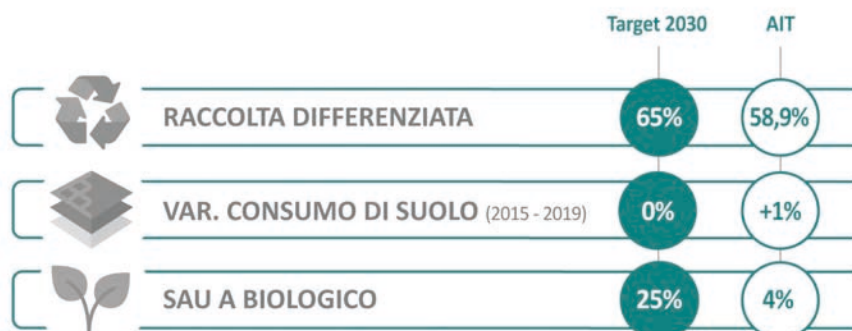 Target 2030 AIT
RACCOLTA DIFFERENZIATA 65% 58,9%
VAR. CONSUMO DI SUOLO (2015 - 2019) 0% +1%
SAU A BIOLOGICO 25% 4%